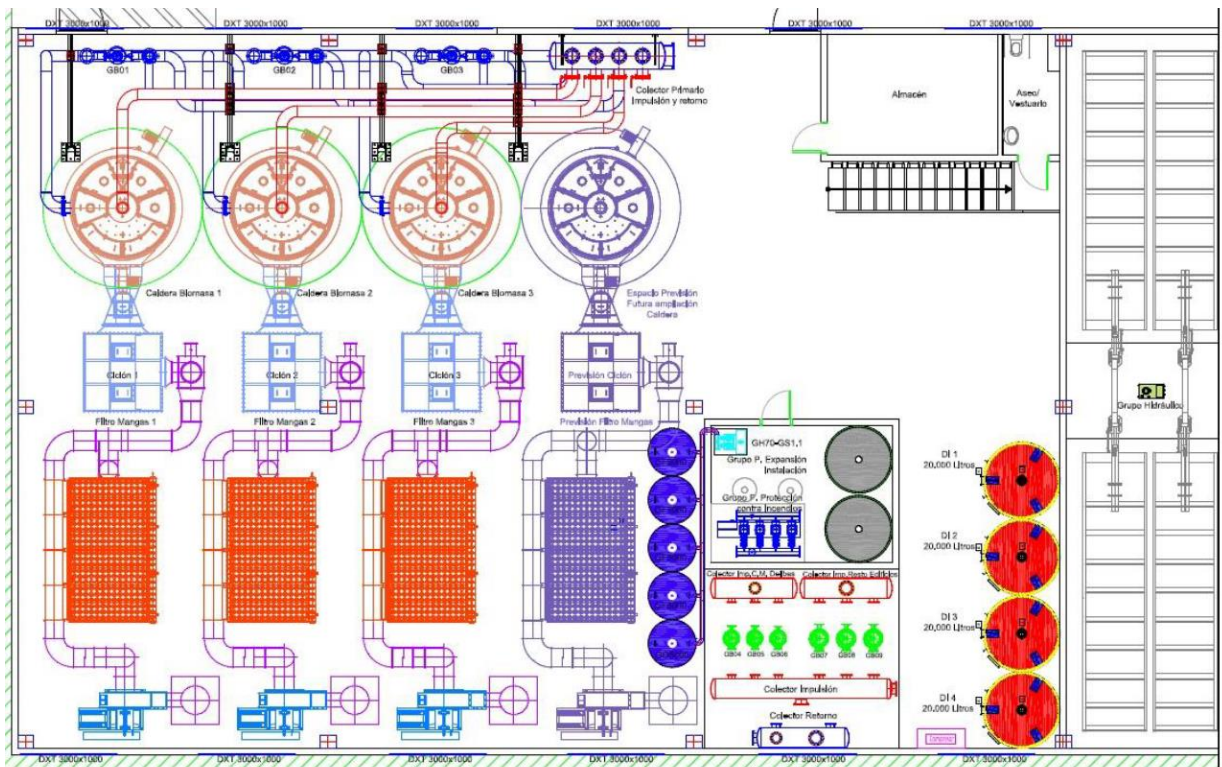 DXT 3000x1000
DXT 3000x1000
DXT 3000x1000
DXT 3000x1000
DXT 3000x1000
DXT 3000x1000
GB01
GB02
GB03
Colector Primario
Impulsión y retorno
Almacén
Aseo/
Vestuario
Caldera Biomasa 1
Caldera Biomasa 2
Caldera Biomasa 3
Espacio Previsión
Futura ampliación
Caldera
Ciclón 1
Ciclón 2
Ciclón 3
Previsión Ciclón
Grupo Hidráulico
Filtro Mangas 1
Filtro Mangas 2
Filtro Mangas 3
Previsión Filtro Mangas
GH70-GS1.1
Grupo P. Expansión
Instalación
Grupo P. Protección
contra Incendios
DI 1
20.000 Litros
DI 2
20.000 Litros
DI 3
20.000 Litros
DI 4
20.000 Litros
Colector Imp.C.M. Delibes
Colector Imp.Resto Edificios
GB04
GB05
GB06
GB07
GB08
GB09
Colector Impulsión
Colector Retorno
DXT 3000x1000
DXT 3000x1000
DXT 3000x1000
DXT 3000x1000
DXT 3000x1000
DXT 3000x1000